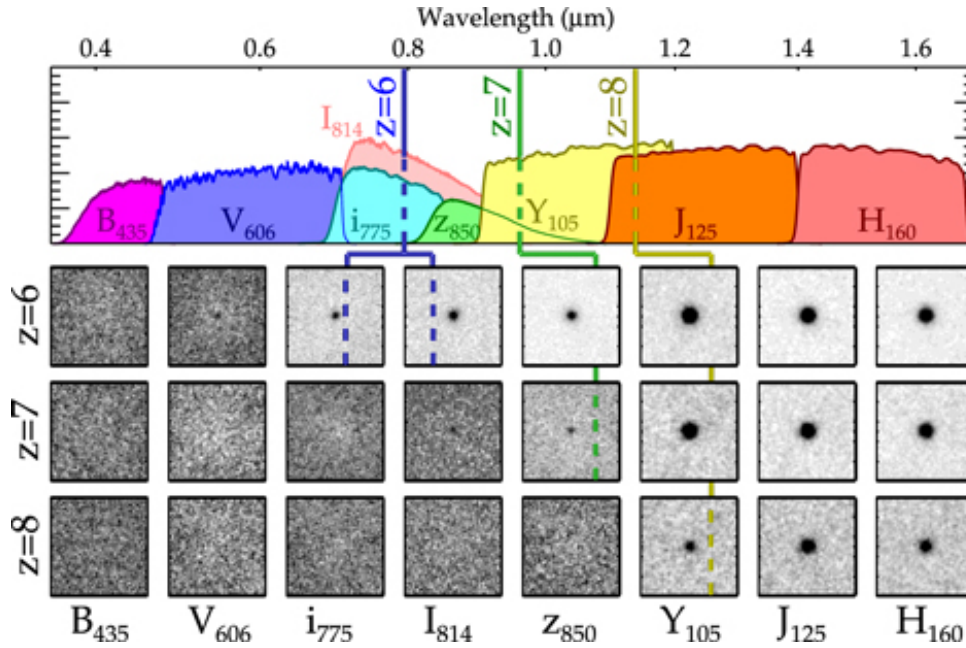 Wavelength (μm)
0.4 0.6 0.8 1.0 1.2 1.4 1.6
z=6 z=7 z=8
I₈₁₄
B₄₃₅ V₆₀₆ i₇₇₅ z₈₅₀ Y₁₀₅ J₁₂₅ H₁₆₀
z=6
z=7
z=8
B₄₃₅ V₆₀₆ i₇₇₅ I₈₁₄ z₈₅₀ Y₁₀₅ J₁₂₅ H₁₆₀